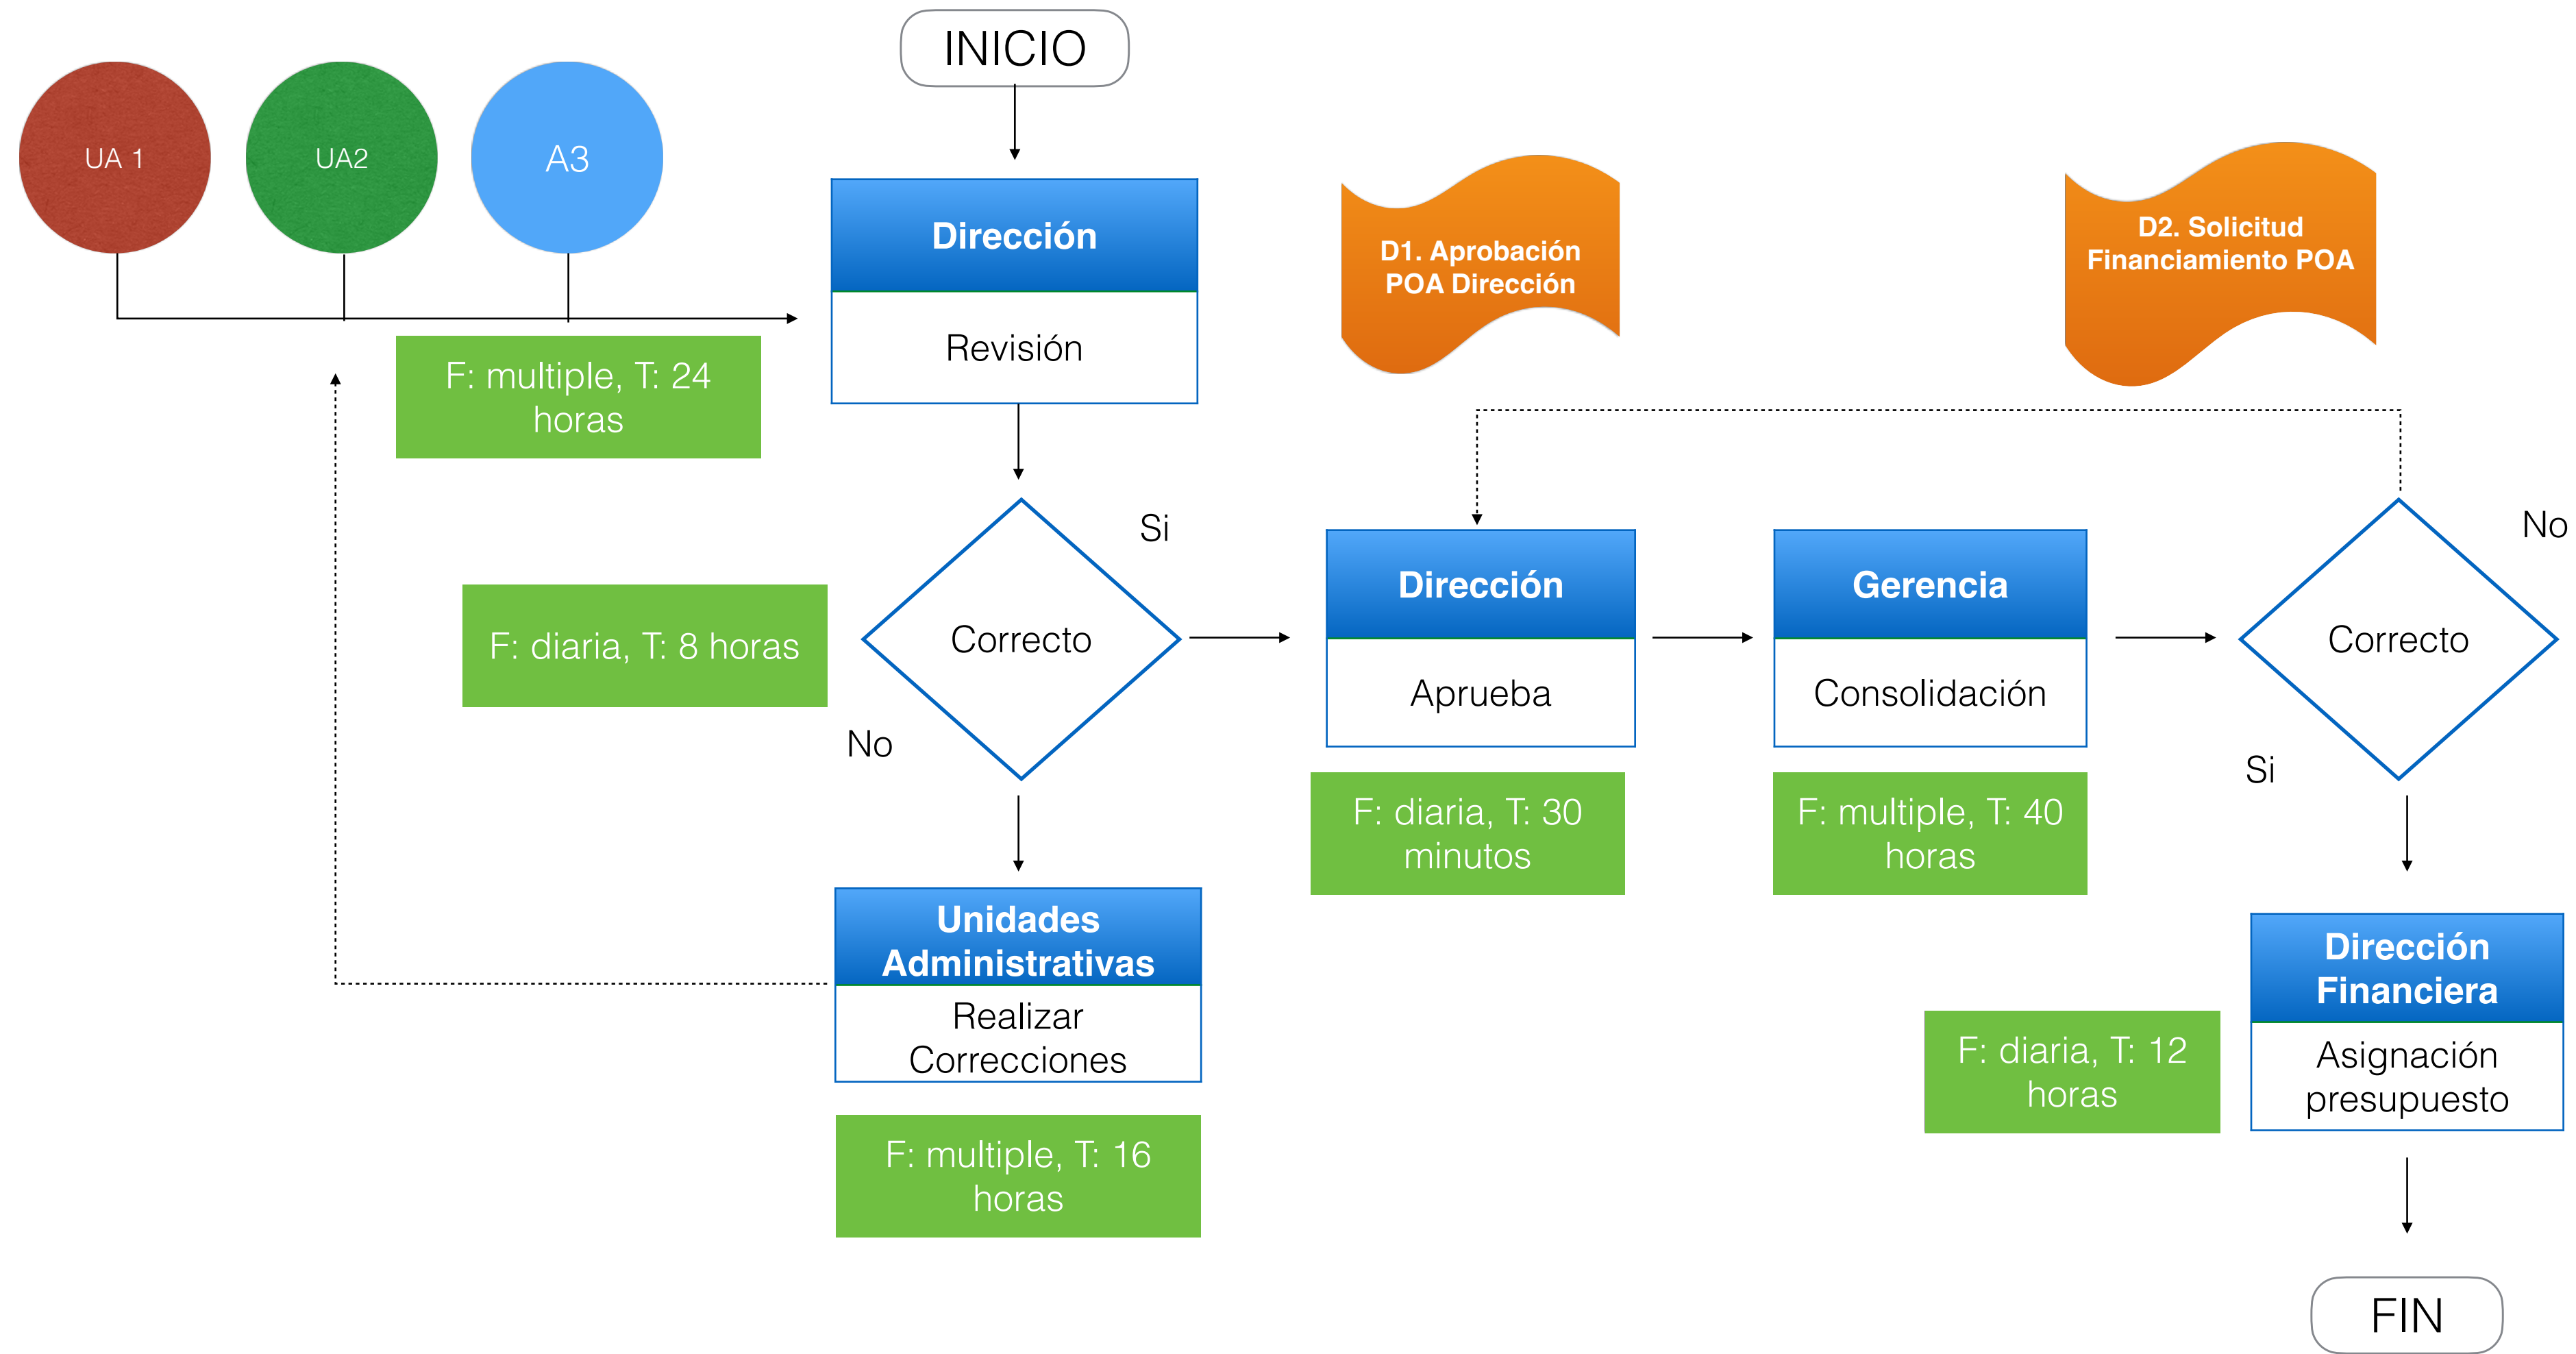 INICIO
UA 1
UA2
A3
Dirección
Revisión
D1. Aprobación
POA Dirección
D2. Solicitud
Financiamiento POA
F: multiple, T: 24
horas
Si
No
Correcto
F: diaria, T: 8 horas
No
Dirección
Aprueba
Gerencia
Consolidación
Correcto
Si
F: diaria, T: 30
minutos
F: multiple, T: 40
horas
Unidades
Administrativas
Realizar
Correcciones
F: multiple, T: 16
horas
Dirección
Financiera
Asignación
presupuesto
F: diaria, T: 12
horas
FIN